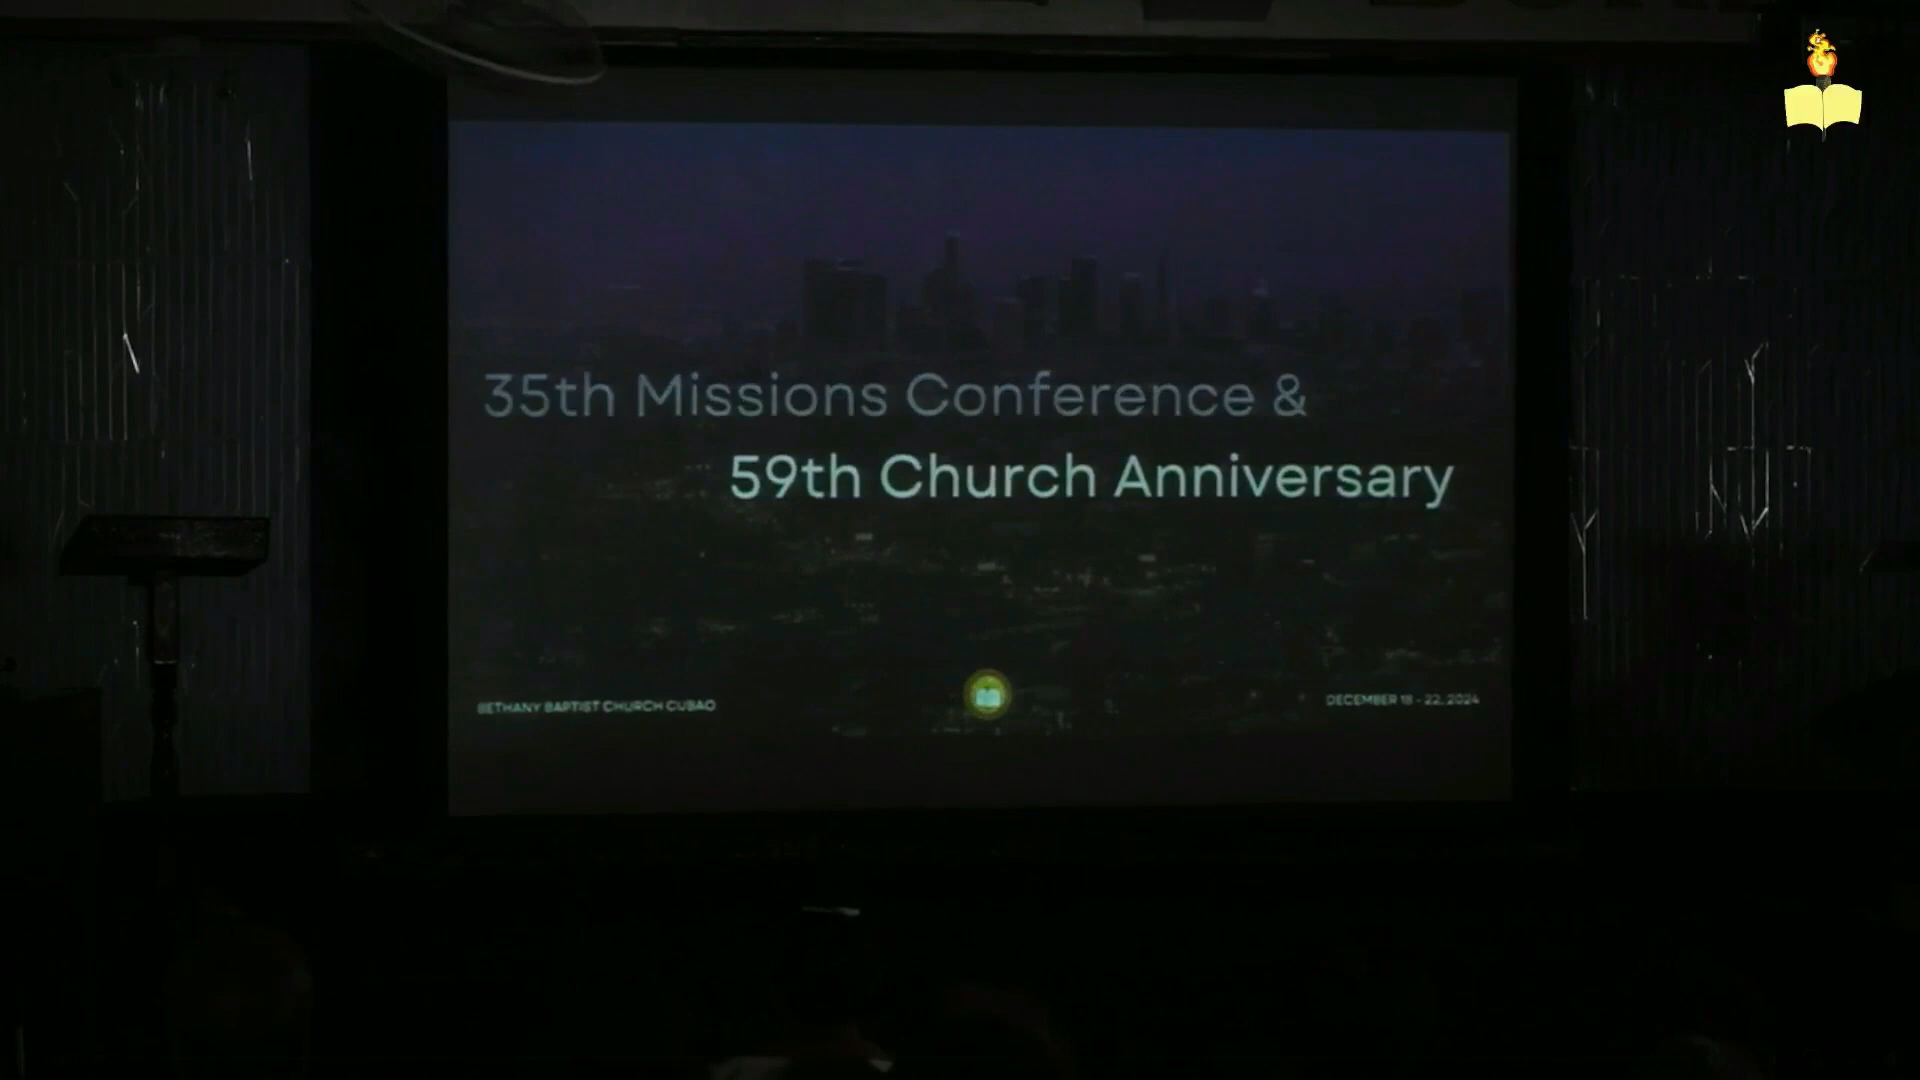 35th Missions Conference &
59th Church Anniversary
BETHANY BAPTIST CHURCH CUBAO
DECEMBER 18 - 22, 2024